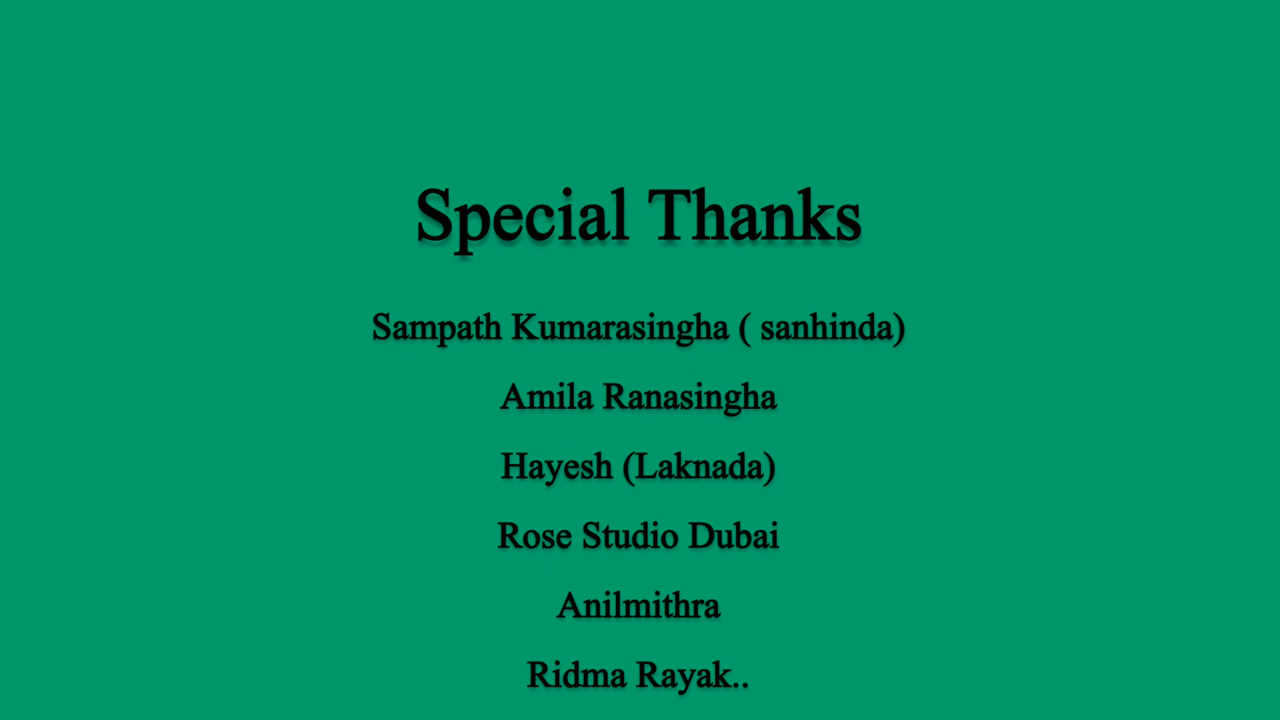 Special Thanks
Sampath Kumarasingha ( sanhinda)
Amila Ranasingha
Hayesh (Laknada)
Rose Studio Dubai
Anilmithra
Ridma Rayak..